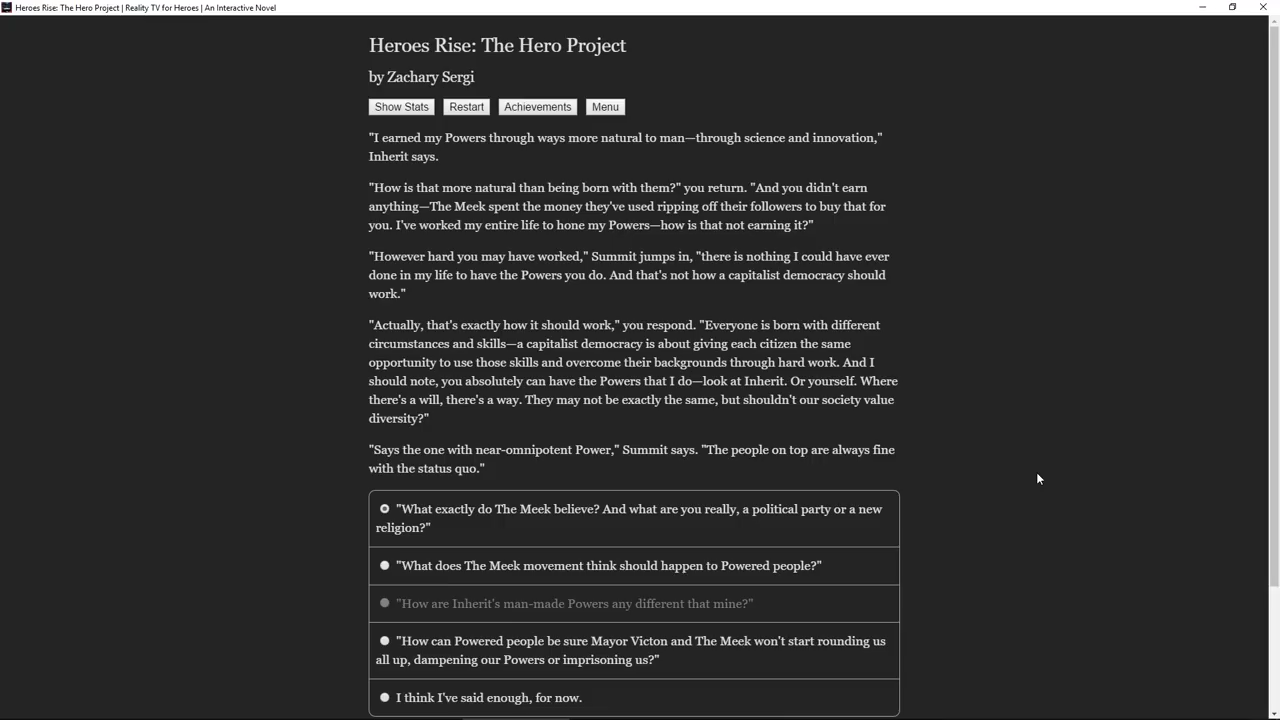 Heroes Rise: The Hero Project | Reality TV for Heroes | An Interactive Novel
Heroes Rise: The Hero Project
by Zachary Sergi
Show Stats Restart Achievements Menu
"I earned my Powers through ways more natural to man—through science and innovation,"
Inherit says.
"How is that more natural than being born with them?" you return. "And you didn't earn
anything—The Meek spent the money they've used ripping off their followers to buy that for
you. I've worked my entire life to hone my Powers—how is that not earning it?"
"However hard you may have worked," Summit jumps in, "there is nothing I could have ever
done in my life to have the Powers you do. And that's not how a capitalist democracy should
work."
"Actually, that's exactly how it should work," you respond. "Everyone is born with different
circumstances and skills—a capitalist democracy is about giving each citizen the same
opportunity to use those skills and overcome their backgrounds through hard work. And I
should note, you absolutely can have the Powers that I do—look at Inherit. Or yourself. Where
there's a will, there's a way. They may not be exactly the same, but shouldn't our society value
diversity?"
"Says the one with near-omnipotent Power," Summit says. "The people on top are always fine
with the status quo."
"What exactly do The Meek believe? And what are you really, a political party or a new
religion?"
"What does The Meek movement think should happen to Powered people?"
"How are Inherit's man-made Powers any different that mine?"
"How can Powered people be sure Mayor Victon and The Meek won't start rounding us
all up, dampening our Powers or imprisoning us?"
I think I've said enough, for now.